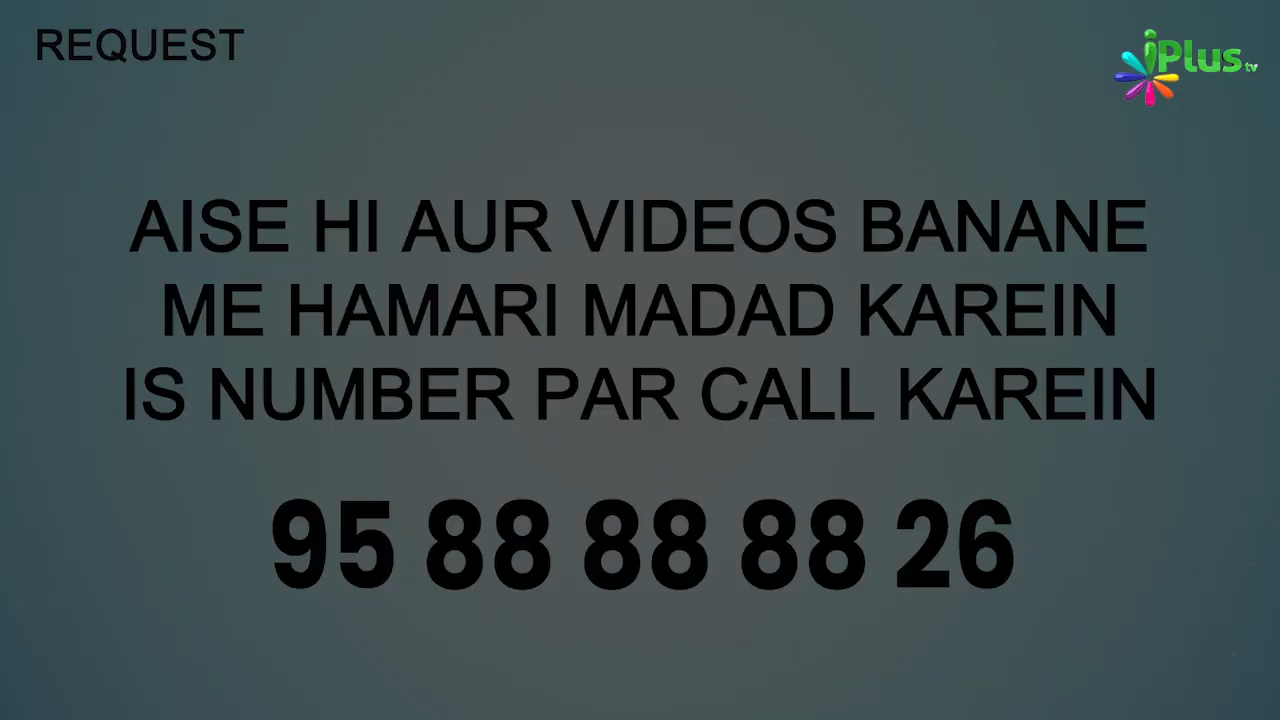 REQUEST
iPlus tv
AISE HI AUR VIDEOS BANANE
ME HAMARI MADAD KAREIN
IS NUMBER PAR CALL KAREIN
95 88 88 88 26